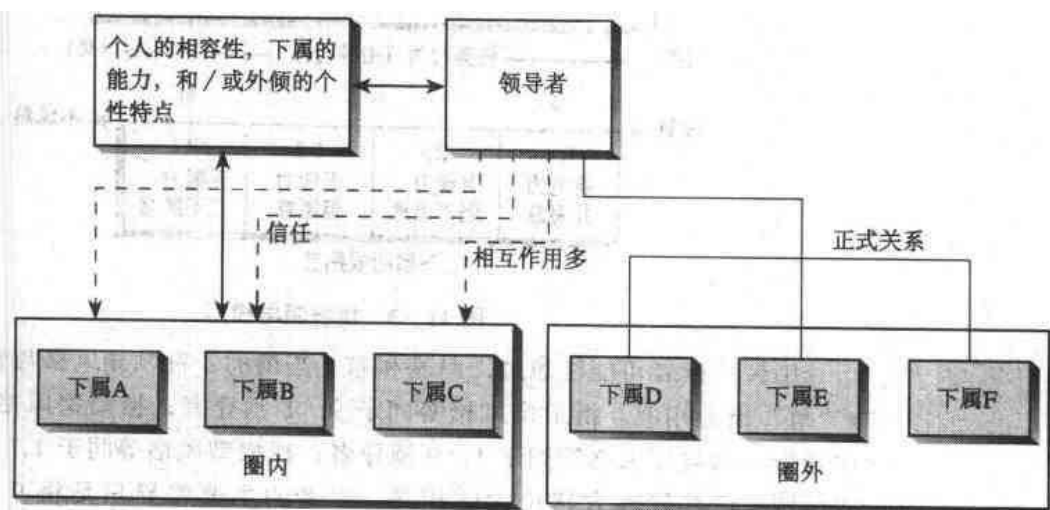 个人的相容性，下属的
能力，和／或外倾的个
性特点
领导者
信任
相互作用多
正式关系
下属A
下属B
下属C
圈内
下属D
下属E
下属F
圈外